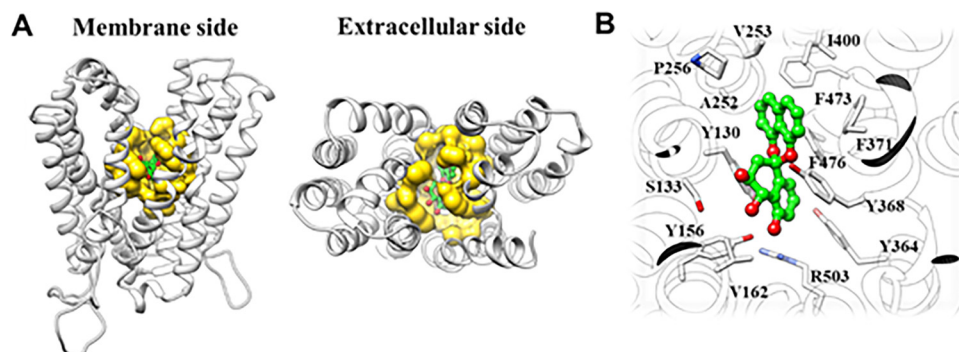 A
Membrane side
Extracellular side
B
V253
I400
P256
A252
F473
Y130
F371
F476
S133
Y368
Y156
Y364
R503
V162